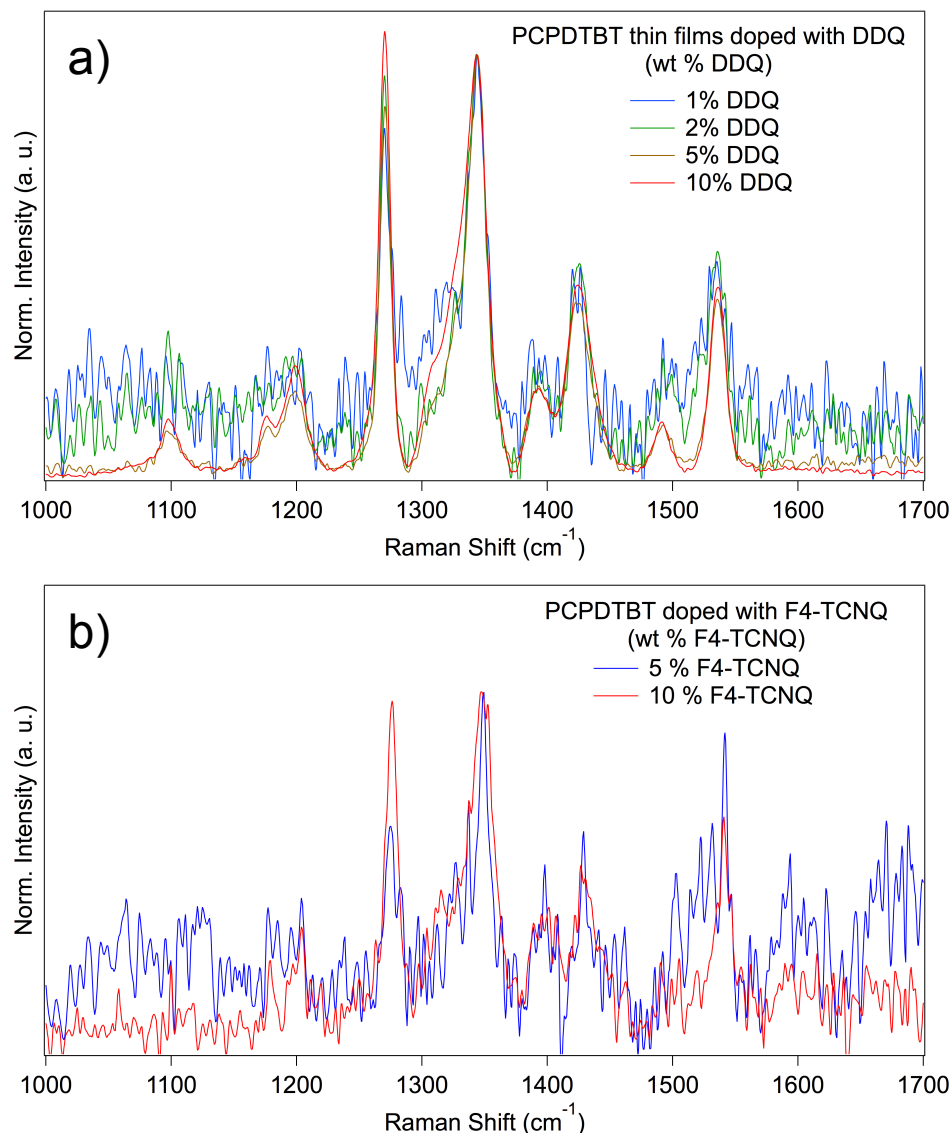 a)
PCPDTBT thin films doped with DDQ
(wt % DDQ)
1% DDQ
2% DDQ
5% DDQ
10% DDQ
Norm. Intensity (a. u.)
1000 1100 1200 1300 1400 1500 1600 1700
Raman Shift (cm⁻¹)
b)
PCPDTBT doped with F4-TCNQ
(wt % F4-TCNQ)
5 % F4-TCNQ
10 % F4-TCNQ
Norm. Intensity (a. u.)
1000 1100 1200 1300 1400 1500 1600 1700
Raman Shift (cm⁻¹)